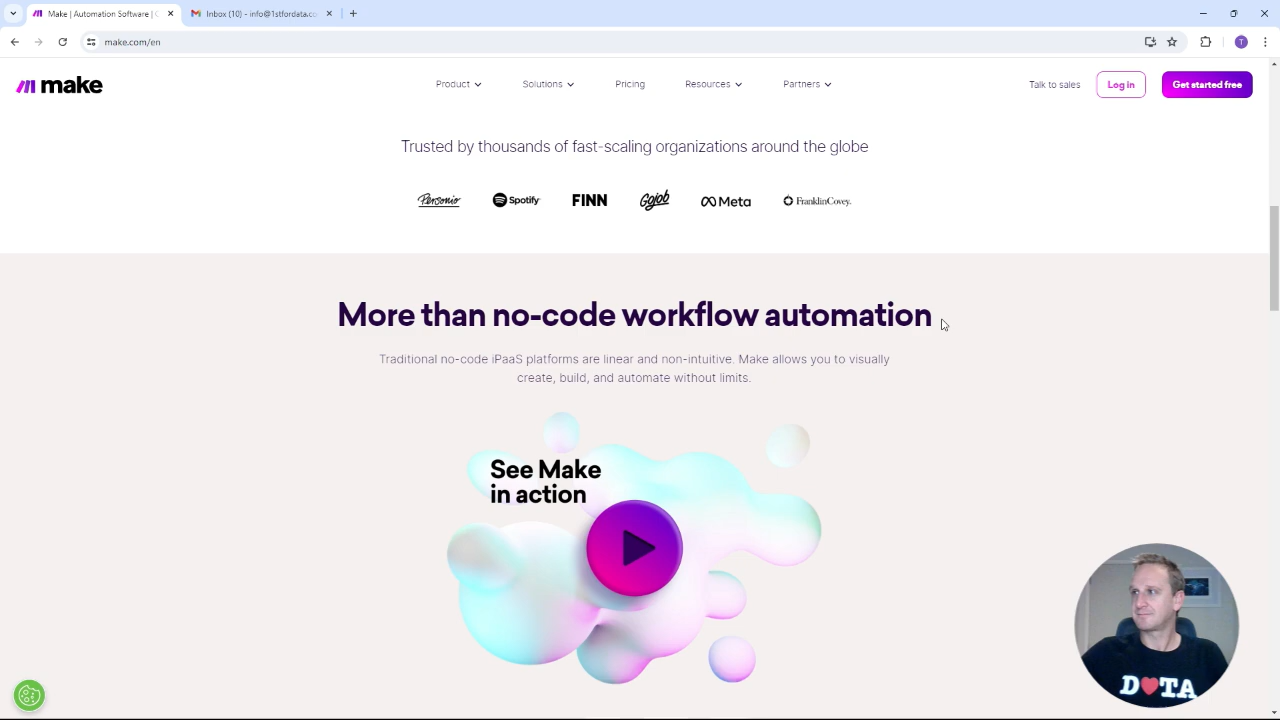 Make | Automation Software | C
Inbox (10) - info@1stfordata.co
make.com/en
T
make
Product
Solutions
Pricing
Resources
Partners
Talk to sales
Log in
Get started free
Trusted by thousands of fast-scaling organizations around the globe
Personio
Spotify
FINN
Gojob
Meta
FranklinCovey.
More than no-code workflow automation
Traditional no-code iPaaS platforms are linear and non-intuitive. Make allows you to visually
create, build, and automate without limits.
See Make
in action
D♥TA